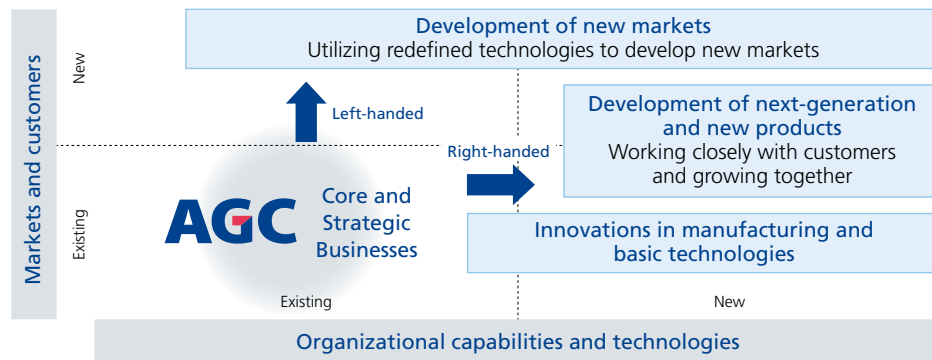 Development of new markets
Utilizing redefined technologies to develop new markets
Markets and customers
New
Left-handed
Development of next-generation
and new products
Working closely with customers
and growing together
Right-handed
Existing
AGC
Core and
Strategic
Businesses
Innovations in manufacturing and
basic technologies
Existing
New
Organizational capabilities and technologies